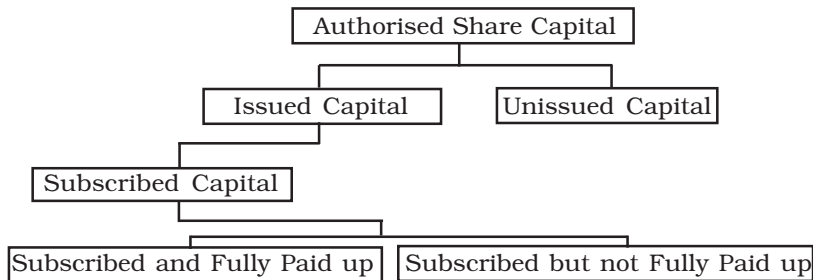 Authorised Share Capital
Issued Capital
Unissued Capital
Subscribed Capital
Subscribed and Fully Paid up
Subscribed but not Fully Paid up